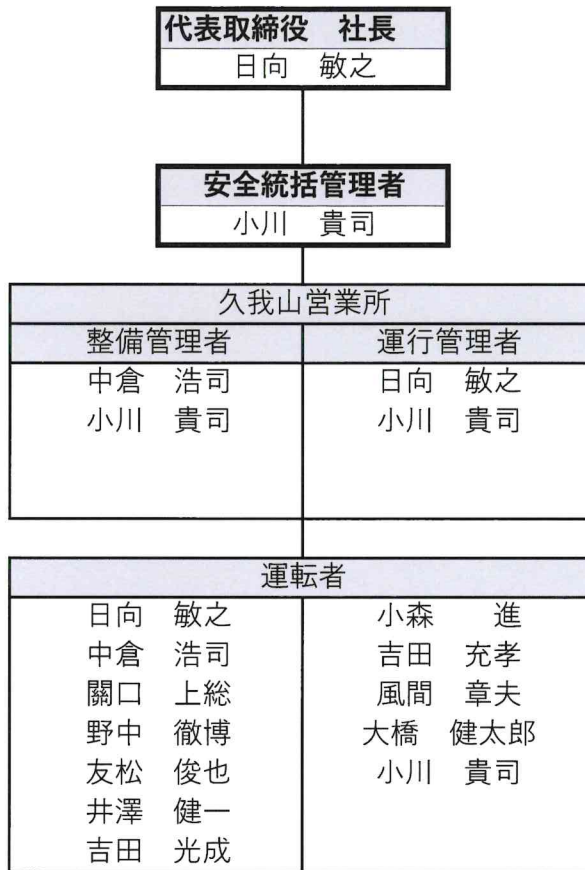 代表取締役　社長
日向　敏之
安全統括管理者
小川　貴司
久我山営業所
整備管理者　運行管理者
中倉　浩司　日向　敏之
小川　貴司　小川　貴司
運転者
日向　敏之　小森　　進
中倉　浩司　吉田　充孝
關口　上総　風間　章夫
野中　徹博　大橋　健太郎
友松　俊也　小川　貴司
井澤　健一
吉田　光成